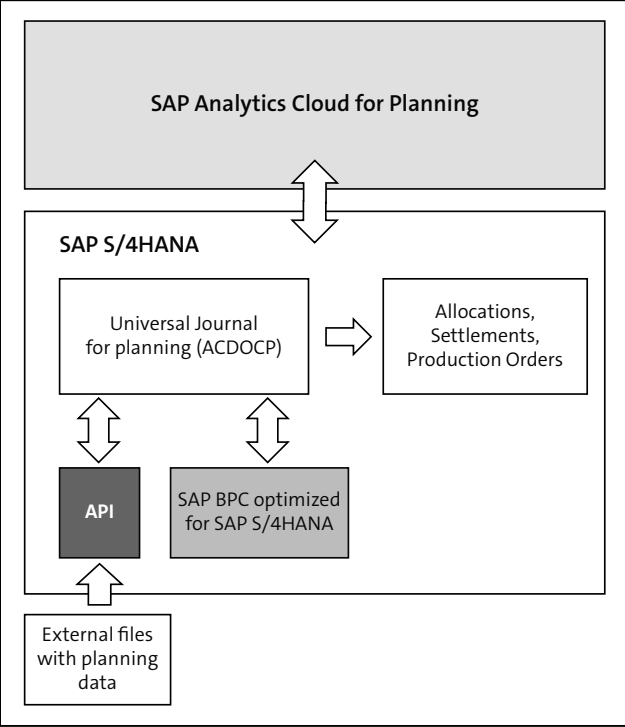 SAP Analytics Cloud for Planning
SAP S/4HANA
Universal Journal
for planning (ACDOCP)
Allocations,
Settlements,
Production Orders
API
SAP BPC optimized
for SAP S/4HANA
External files
with planning
data